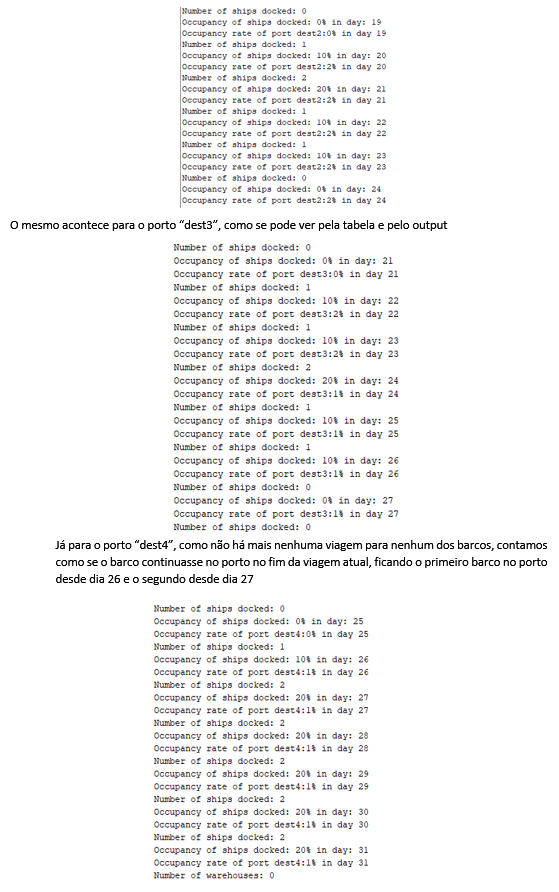 Number of ships docked: 0
Occupancy of ships docked: 0% in day: 19
Occupancy rate of port dest2:0% in day 19
Number of ships docked: 1
Occupancy of ships docked: 10% in day: 20
Occupancy rate of port dest2:2% in day 20
Number of ships docked: 2
Occupancy of ships docked: 20% in day: 21
Occupancy rate of port dest2:2% in day 21
Number of ships docked: 1
Occupancy of ships docked: 10% in day: 22
Occupancy rate of port dest2:2% in day 22
Number of ships docked: 1
Occupancy of ships docked: 10% in day: 23
Occupancy rate of port dest2:2% in day 23
Number of ships docked: 0
Occupancy of ships docked: 0% in day: 24
Occupancy rate of port dest2:2% in day 24
O mesmo acontece para o porto “dest3”, como se pode ver pela tabela e pelo output
Number of ships docked: 0
Occupancy of ships docked: 0% in day: 21
Occupancy rate of port dest3:0% in day 21
Number of ships docked: 1
Occupancy of ships docked: 10% in day: 22
Occupancy rate of port dest3:2% in day 22
Number of ships docked: 1
Occupancy of ships docked: 10% in day: 23
Occupancy rate of port dest3:2% in day 23
Number of ships docked: 2
Occupancy of ships docked: 20% in day: 24
Occupancy rate of port dest3:1% in day 24
Number of ships docked: 1
Occupancy of ships docked: 10% in day: 25
Occupancy rate of port dest3:1% in day 25
Number of ships docked: 1
Occupancy of ships docked: 10% in day: 26
Occupancy rate of port dest3:1% in day 26
Number of ships docked: 0
Occupancy of ships docked: 0% in day: 27
Occupancy rate of port dest3:1% in day 27
Number of ships docked: 0
Já para o porto “dest4”, como não há mais nenhuma viagem para nenhum dos barcos, contamos
como se o barco continuasse no porto no fim da viagem atual, ficando o primeiro barco no porto
desde dia 26 e o segundo desde dia 27
Number of ships docked: 0
Occupancy of ships docked: 0% in day: 25
Occupancy rate of port dest4:0% in day 25
Number of ships docked: 1
Occupancy of ships docked: 10% in day: 26
Occupancy rate of port dest4:1% in day 26
Number of ships docked: 2
Occupancy of ships docked: 20% in day: 27
Occupancy rate of port dest4:1% in day 27
Number of ships docked: 2
Occupancy of ships docked: 20% in day: 28
Occupancy rate of port dest4:1% in day 28
Number of ships docked: 2
Occupancy of ships docked: 20% in day: 29
Occupancy rate of port dest4:1% in day 29
Number of ships docked: 2
Occupancy of ships docked: 20% in day: 30
Occupancy rate of port dest4:1% in day 30
Number of ships docked: 2
Occupancy of ships docked: 20% in day: 31
Occupancy rate of port dest4:1% in day 31
Number of warehouses: 0